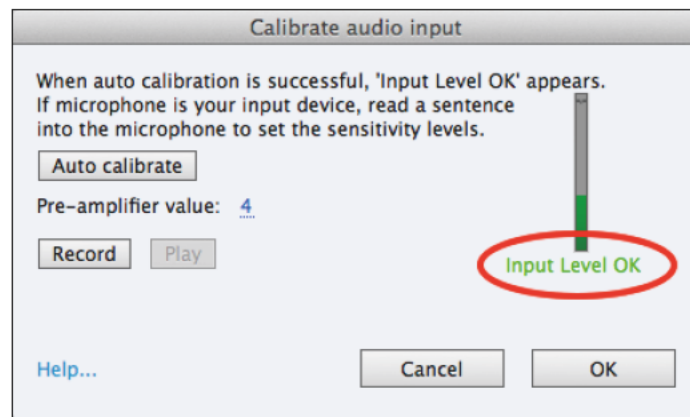 Calibrate audio input
When auto calibration is successful, 'Input Level OK' appears.
If microphone is your input device, read a sentence
into the microphone to set the sensitivity levels.
Auto calibrate
Pre-amplifier value: 4
Record Play
Input Level OK
Help... Cancel OK